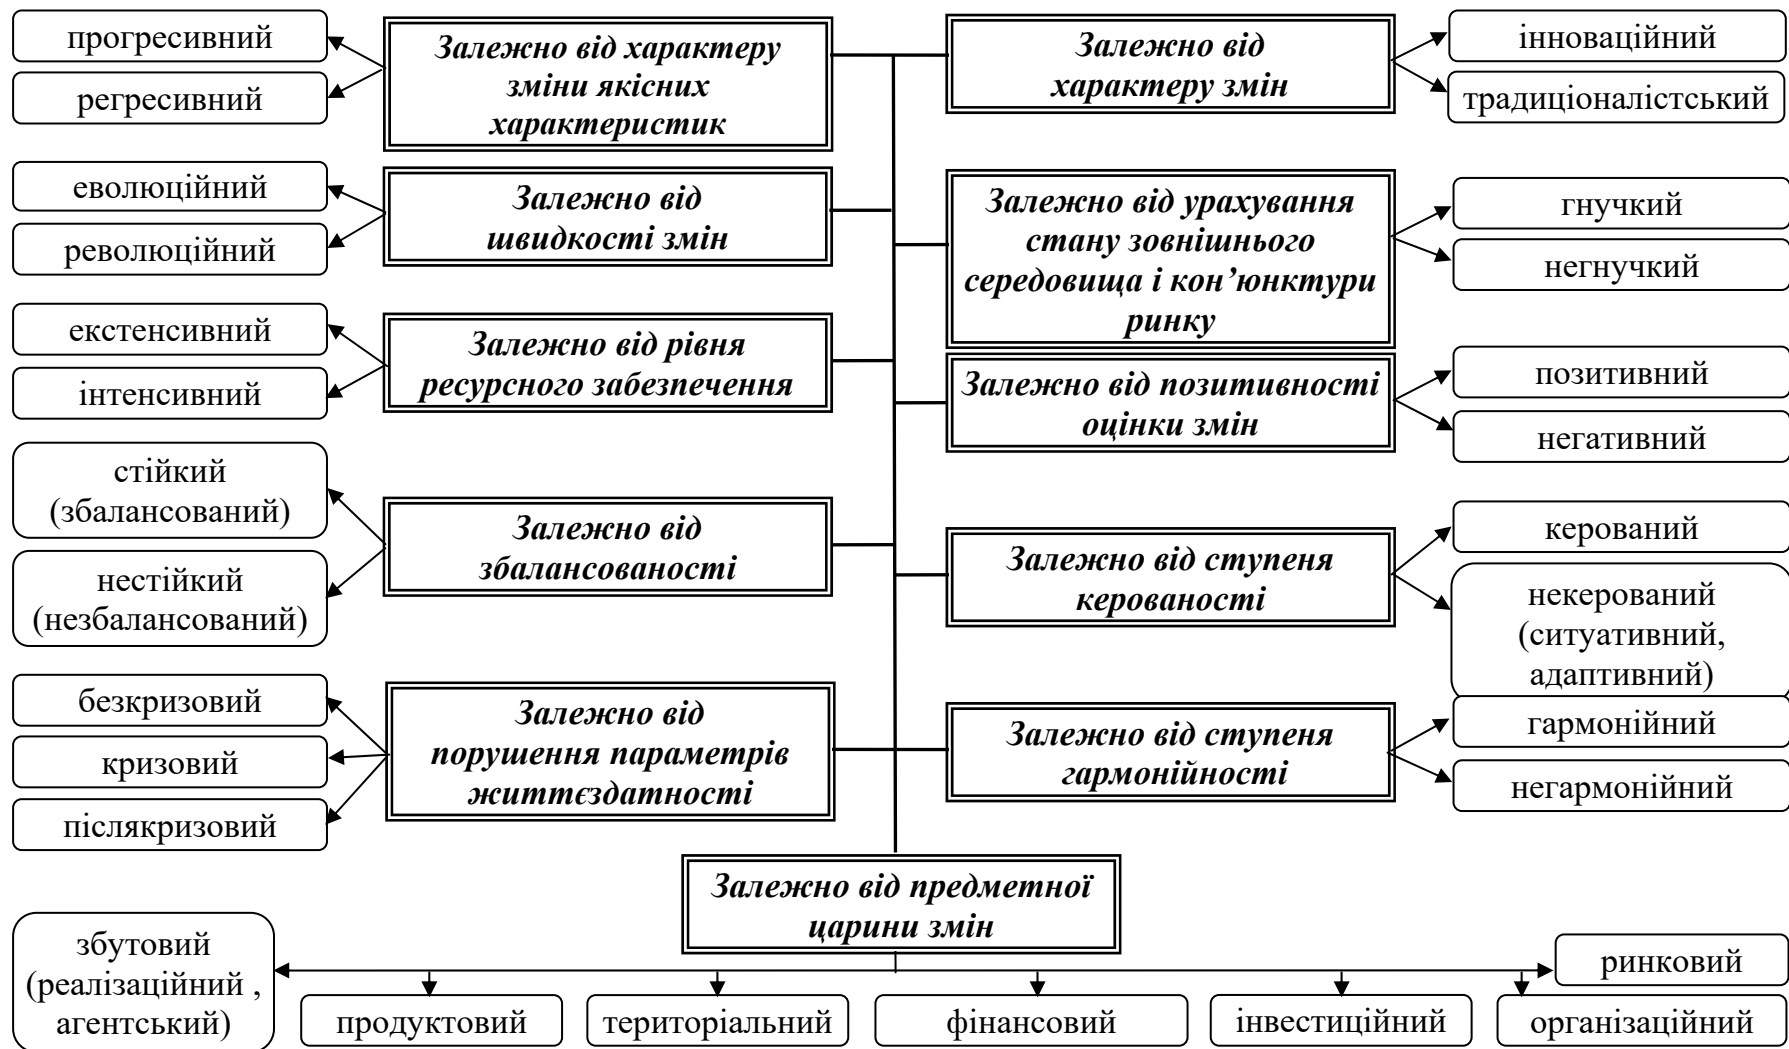 прогресивний
регресивний
Залежно від характеру
зміни якісних
характеристик
Залежно від
характеру змін
інноваційний
традиціоналістський
еволюційний
революційний
Залежно від
швидкості змін
Залежно від урахування
стану зовнішнього
середовища і кон’юнктури
ринку
гнучкий
негнучкий
екстенсивний
інтенсивний
Залежно від рівня
ресурсного забезпечення
Залежно від позитивності
оцінки змін
позитивний
негативний
стійкий
(збалансований)
нестійкий
(незбалансований)
Залежно від
збалансованості
Залежно від ступеня
керованості
керований
некерований
(ситуативний,
адаптивний)
безкризовий
кризовий
післякризовий
Залежно від
порушення параметрів
життєздатності
Залежно від ступеня
гармонійності
гармонійний
негармонійний
Залежно від предметної
царини змін
збутовий
(реалізаційний ,
агентський)
продуктовий
територіальний
фінансовий
інвестиційний
організаційний
ринковий